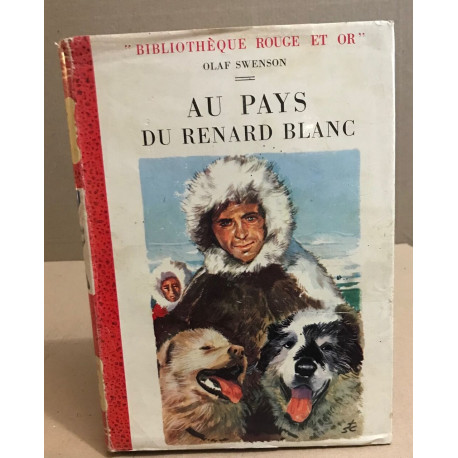 "BIBLIOTHÈQUE ROUGE ET OR"
OLAF SWENSON
AU PAYS
DU RENARD BLANC